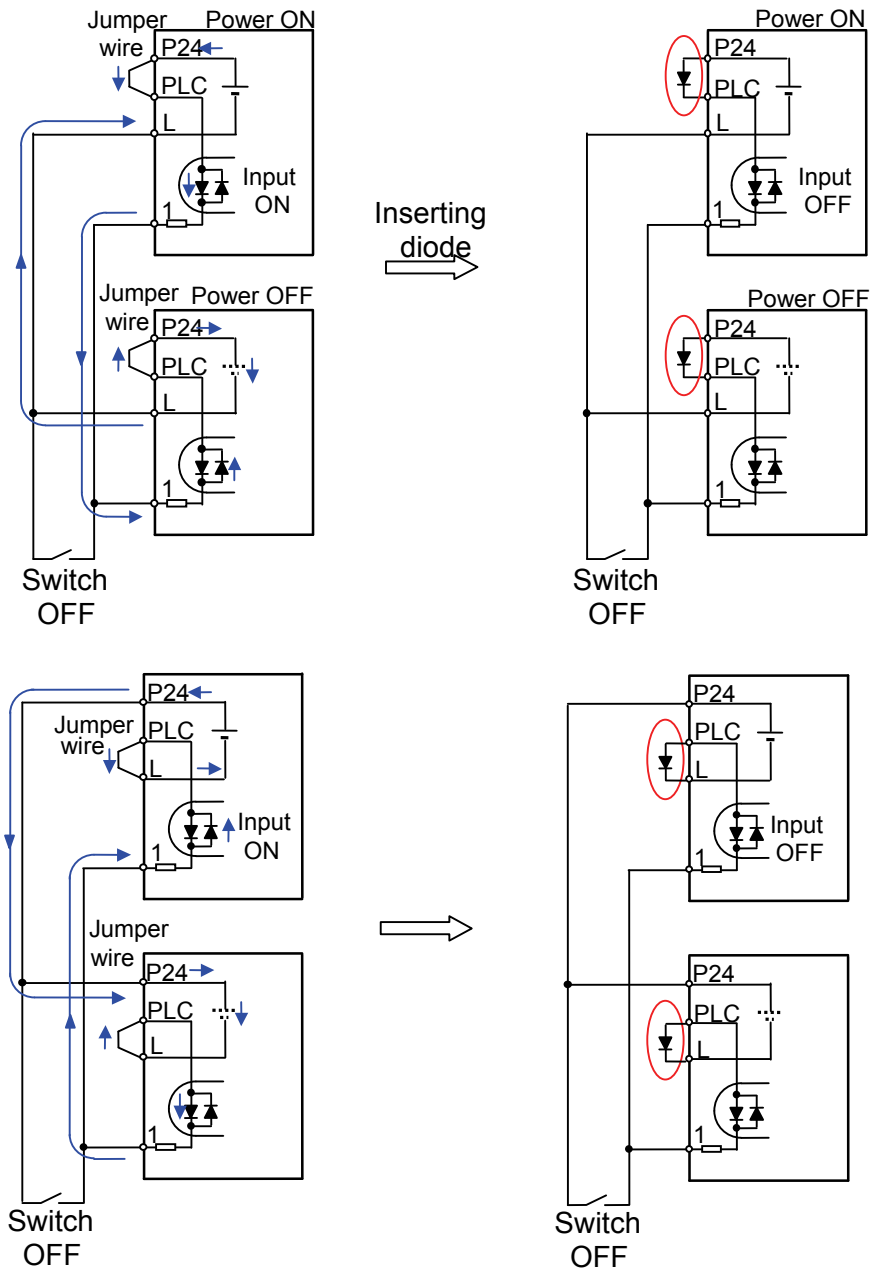 Jumper
wire
Power ON
P24
PLC
L
Input
ON
1
Jumper
wire
Power OFF
P24
PLC
L
1
Switch
OFF
Inserting
diode
Power ON
P24
PLC
L
Input
OFF
1
Power OFF
P24
PLC
L
1
Switch
OFF
P24
Jumper
wire
PLC
L
Input
ON
1
Jumper
wire
P24
PLC
L
1
Switch
OFF
P24
PLC
L
Input
OFF
1
P24
PLC
L
1
Switch
OFF